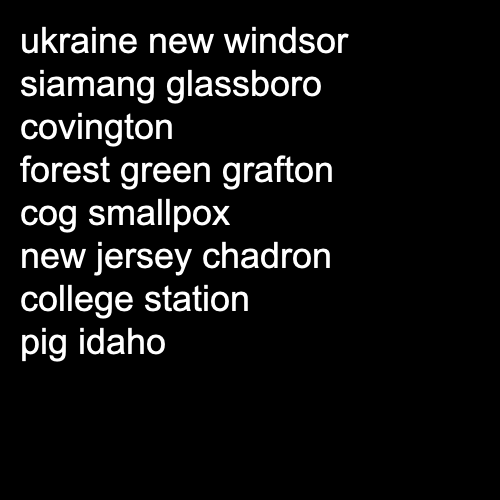 ukraine new windsor
siamang glassboro
covington
forest green grafton
cog smallpox
new jersey chadron
college station
pig idaho